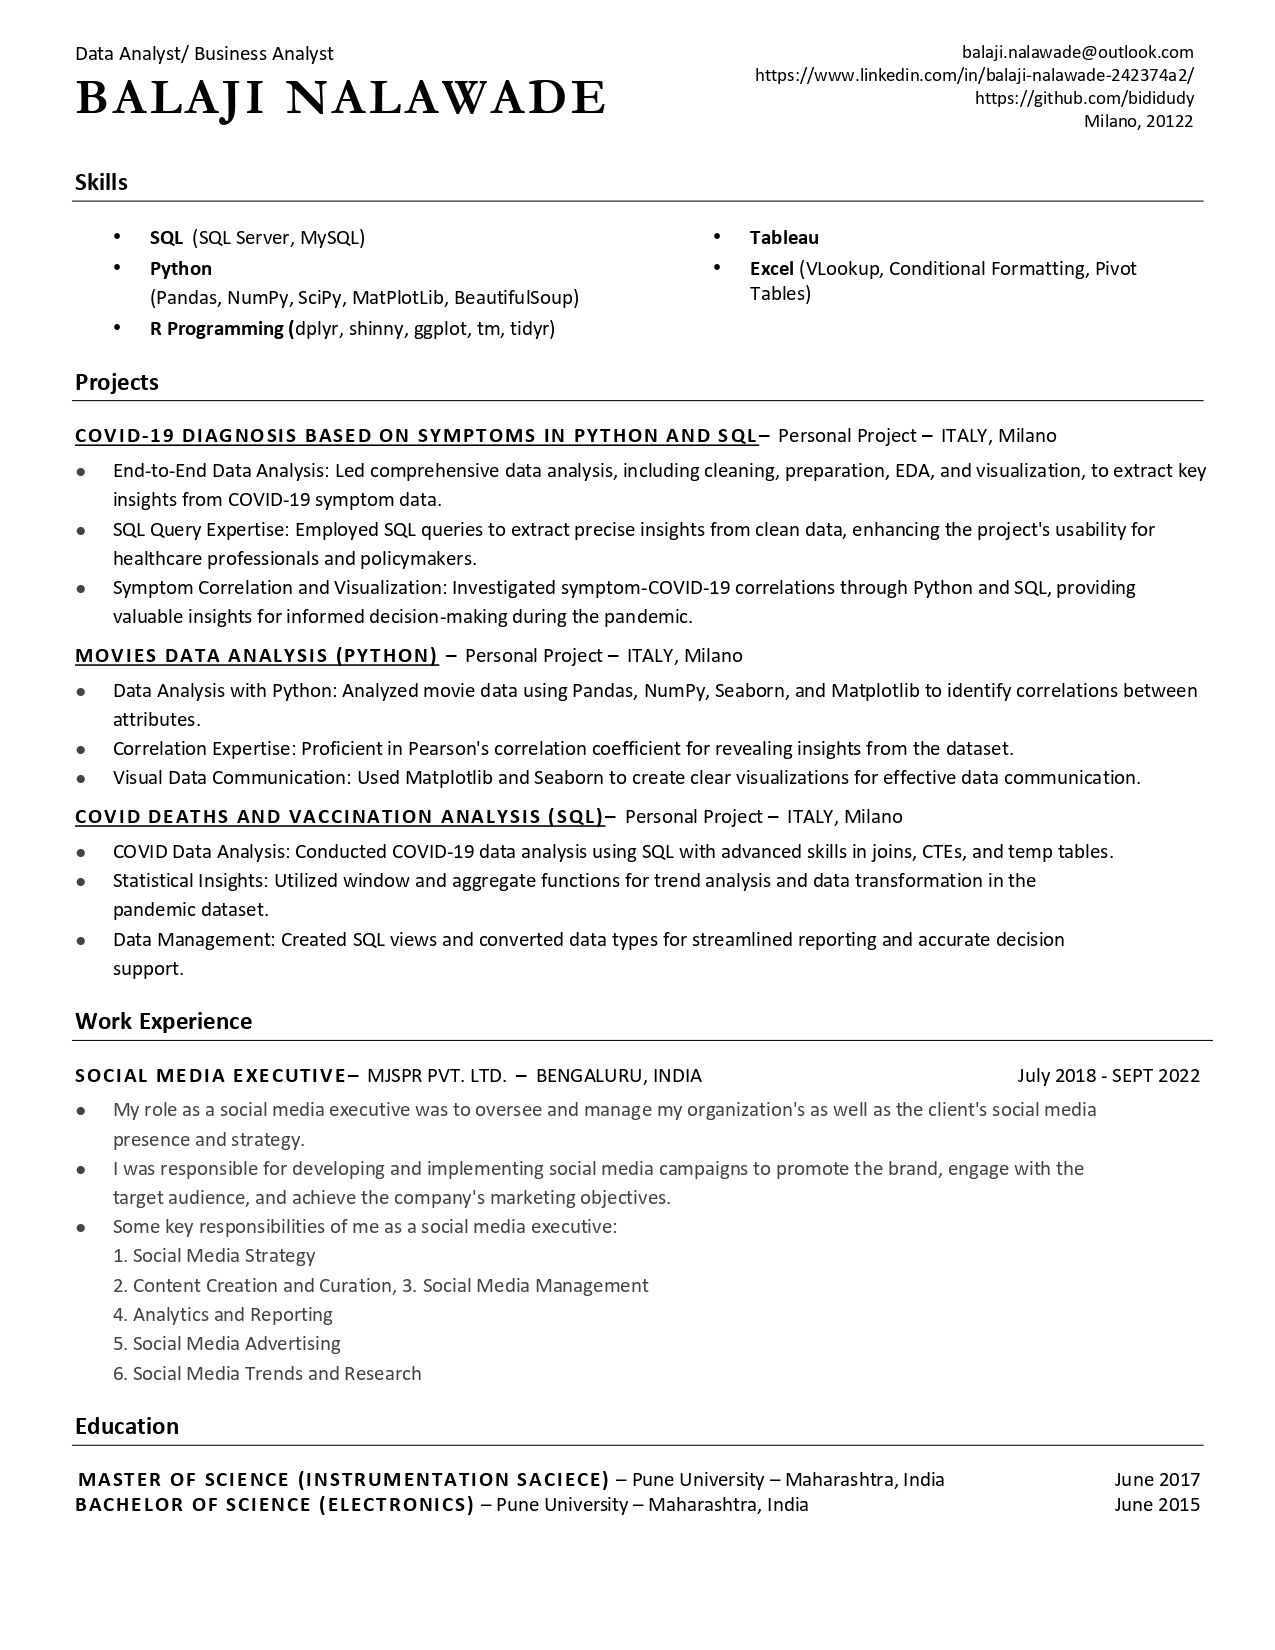 Data Analyst/ Business Analyst
BALAJI NALAWADE
balaji.nalawade@outlook.com
https://www.linkedin.com/in/balaji-nalawade-242374a2/
https://github.com/bididudy
Milano, 20122
Skills
• SQL (SQL Server, MySQL)
• Python
(Pandas, NumPy, SciPy, MatPlotLib, BeautifulSoup)
• R Programming (dplyr, shinny, ggplot, tm, tidyr)
• Tableau
• Excel (VLookup, Conditional Formatting, Pivot
Tables)
Projects
COVID-19 DIAGNOSIS BASED ON SYMPTOMS IN PYTHON AND SQL– Personal Project – ITALY, Milano
● End-to-End Data Analysis: Led comprehensive data analysis, including cleaning, preparation, EDA, and visualization, to extract key
insights from COVID-19 symptom data.
● SQL Query Expertise: Employed SQL queries to extract precise insights from clean data, enhancing the project's usability for
healthcare professionals and policymakers.
● Symptom Correlation and Visualization: Investigated symptom-COVID-19 correlations through Python and SQL, providing
valuable insights for informed decision-making during the pandemic.
MOVIES DATA ANALYSIS (PYTHON) – Personal Project – ITALY, Milano
● Data Analysis with Python: Analyzed movie data using Pandas, NumPy, Seaborn, and Matplotlib to identify correlations between
attributes.
● Correlation Expertise: Proficient in Pearson's correlation coefficient for revealing insights from the dataset.
● Visual Data Communication: Used Matplotlib and Seaborn to create clear visualizations for effective data communication.
COVID DEATHS AND VACCINATION ANALYSIS (SQL)– Personal Project – ITALY, Milano
● COVID Data Analysis: Conducted COVID-19 data analysis using SQL with advanced skills in joins, CTEs, and temp tables.
● Statistical Insights: Utilized window and aggregate functions for trend analysis and data transformation in the
pandemic dataset.
● Data Management: Created SQL views and converted data types for streamlined reporting and accurate decision
support.
Work Experience
SOCIAL MEDIA EXECUTIVE– MJSPR PVT. LTD. – BENGALURU, INDIA July 2018 - SEPT 2022
● My role as a social media executive was to oversee and manage my organization's as well as the client's social media
presence and strategy.
● I was responsible for developing and implementing social media campaigns to promote the brand, engage with the
target audience, and achieve the company's marketing objectives.
● Some key responsibilities of me as a social media executive:
1. Social Media Strategy
2. Content Creation and Curation, 3. Social Media Management
4. Analytics and Reporting
5. Social Media Advertising
6. Social Media Trends and Research
Education
MASTER OF SCIENCE (INSTRUMENTATION SACIECE) – Pune University – Maharashtra, India June 2017
BACHELOR OF SCIENCE (ELECTRONICS) – Pune University – Maharashtra, India June 2015